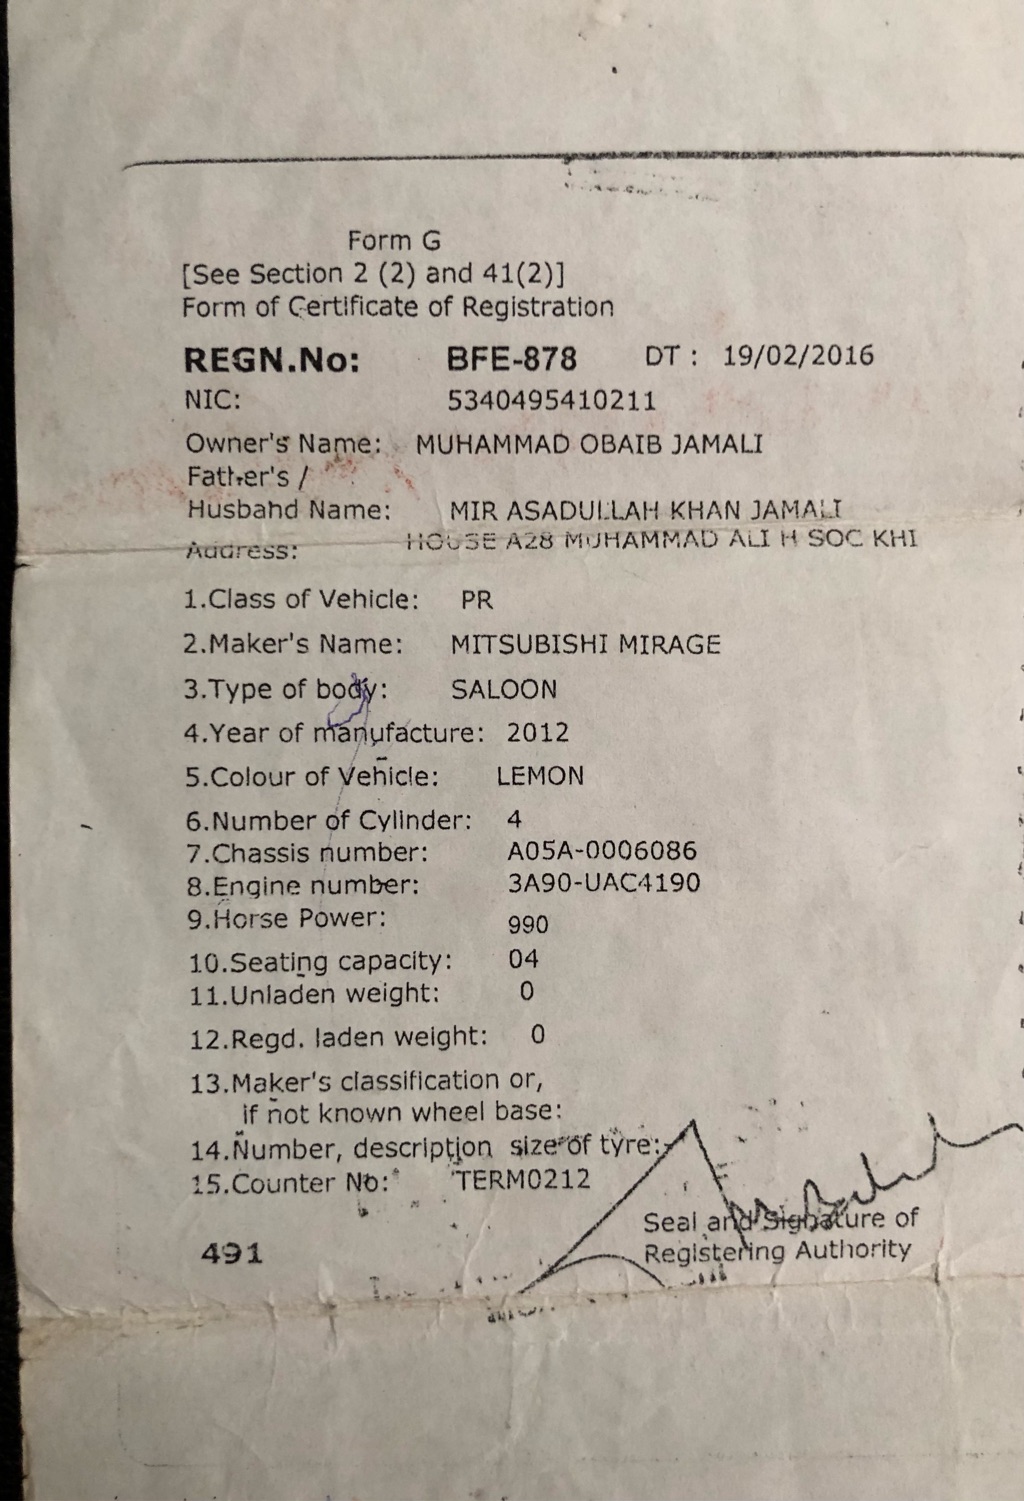 Form G
[See Section 2 (2) and 41(2)]
Form of Certificate of Registration
REGN.No: BFE-878 DT : 19/02/2016
NIC: 5340495410211
Owner's Name: MUHAMMAD OBAIB JAMALI
Father's /
Husband Name: MIR ASADULLAH KHAN JAMALI
Address: HOUSE A28 MUHAMMAD ALI H SOC KHI
1.Class of Vehicle: PR
2.Maker's Name: MITSUBISHI MIRAGE
3.Type of body: SALOON
4.Year of manufacture: 2012
5.Colour of Vehicle: LEMON
6.Number of Cylinder: 4
7.Chassis number: A05A-0006086
8.Engine number: 3A90-UAC4190
9.Horse Power: 990
10.Seating capacity: 04
11.Unladen weight: 0
12.Regd. laden weight: 0
13.Maker's classification or,
if not known wheel base:
14.Number, description size of tyre:
15.Counter No: TERM0212
Seal and Signature of
491 Registering Authority